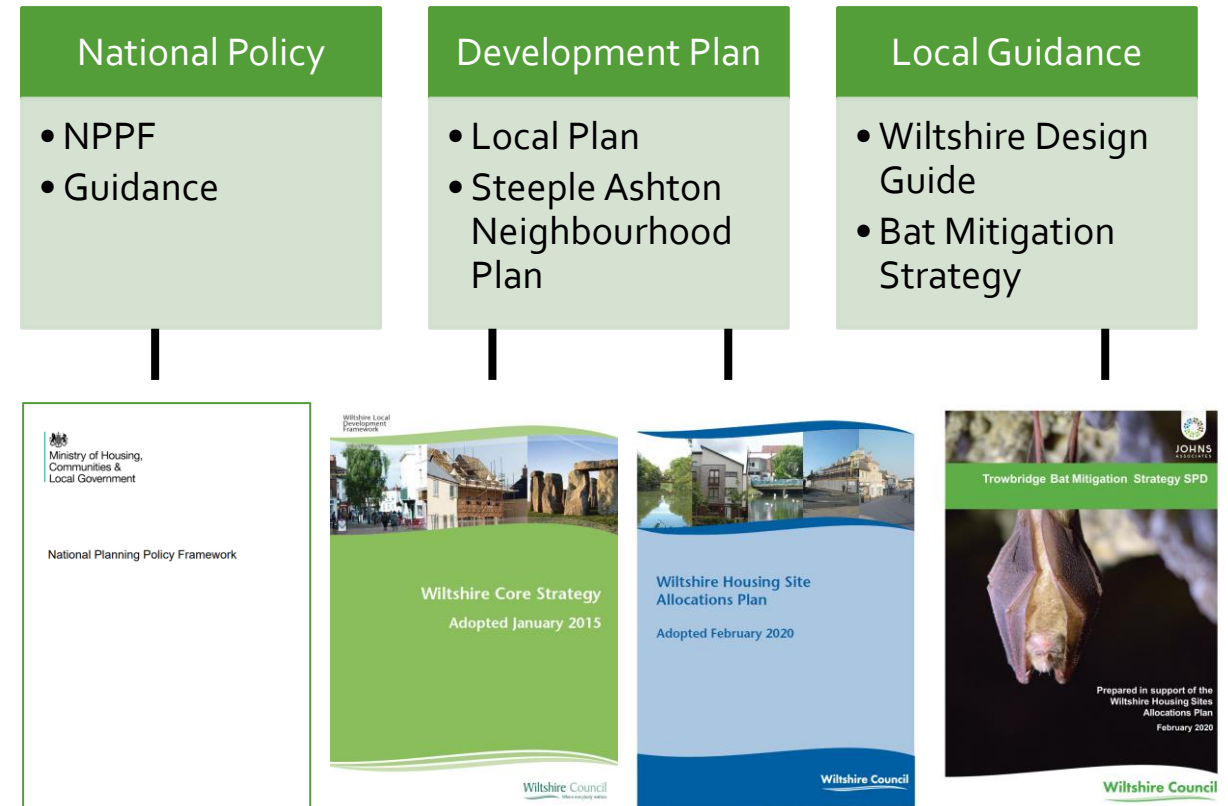 National Policy
• NPPF
• Guidance
Development Plan
• Local Plan
• Steeple Ashton
Neighbourhood
Plan
Local Guidance
• Wiltshire Design
Guide
• Bat Mitigation
Strategy
Ministry of Housing,
Communities &
Local Government
National Planning Policy Framework
Wiltshire Local
Development
Framework
Wiltshire Core Strategy
Adopted January 2015
Wiltshire Council
Where everybody matters
Wiltshire Housing Site
Allocations Plan
Adopted February 2020
Wiltshire Council
JOHNS
ASSOCIATES
Trowbridge Bat Mitigation Strategy SPD
Prepared in support of the
Wiltshire Housing Sites
Allocations Plan
February 2020
Wiltshire Council